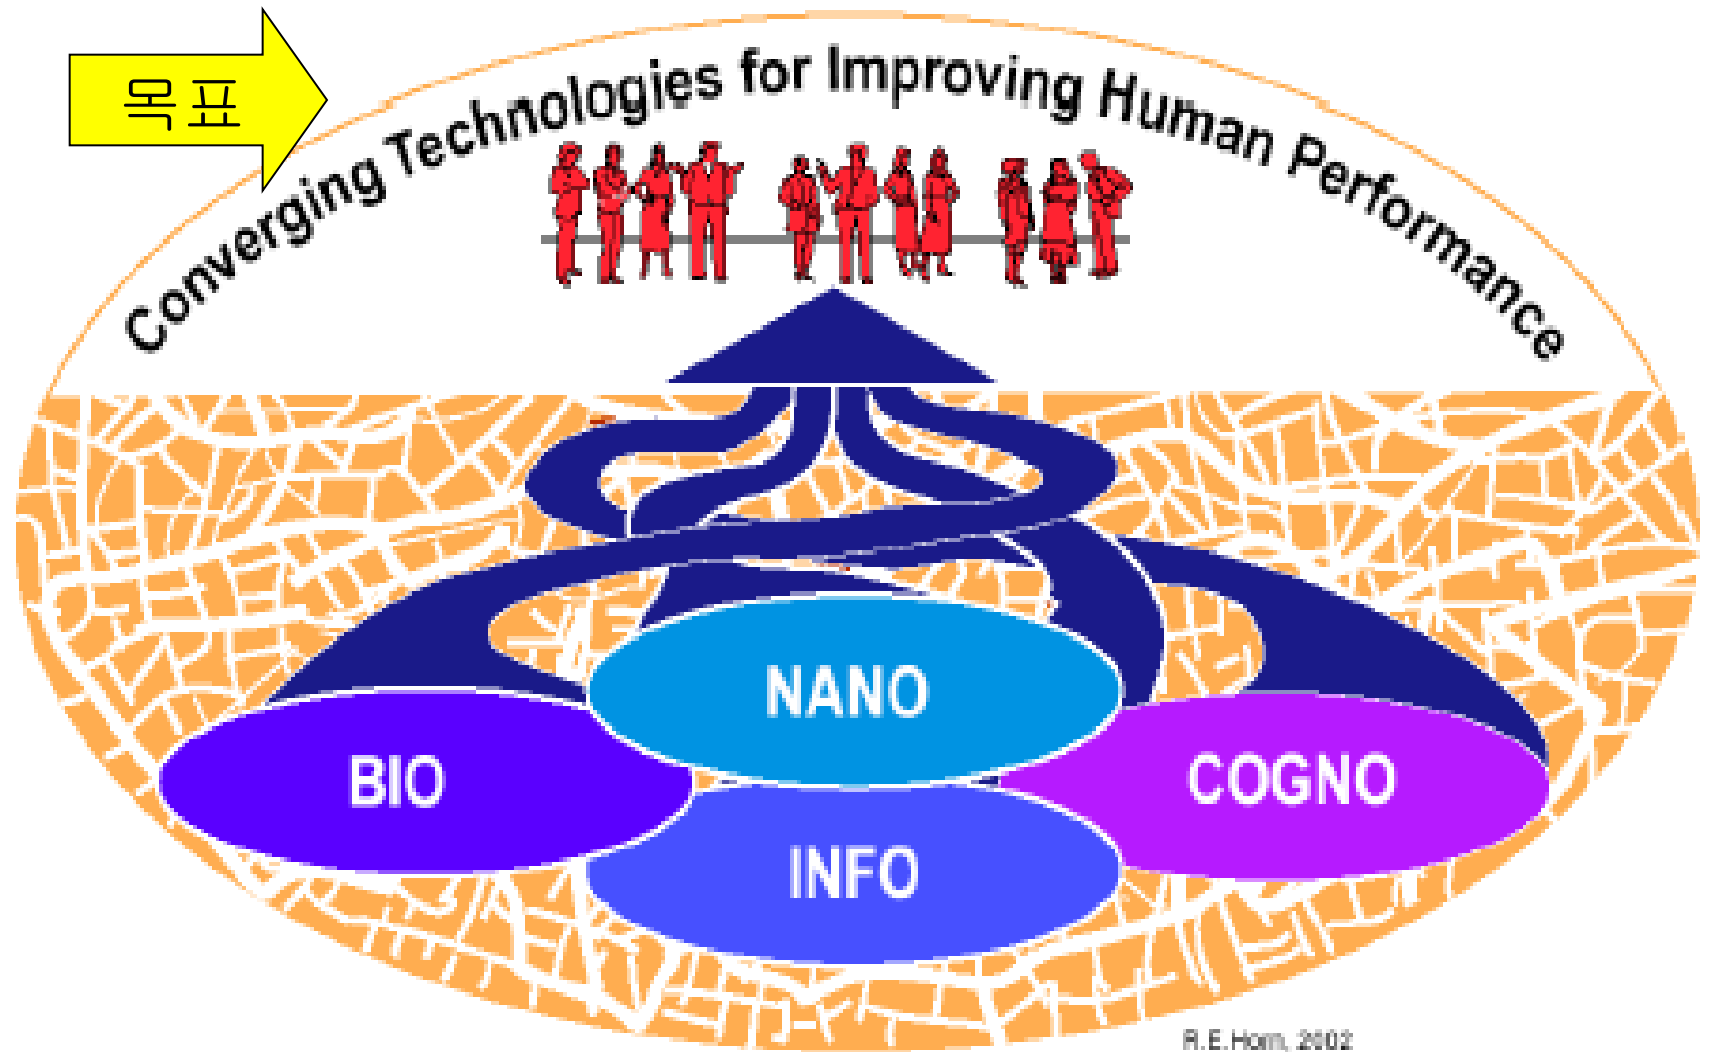 목표
Converging Technologies for Improving Human Performance
NANO
BIO
COGNO
INFO
R.E.Horn, 2002